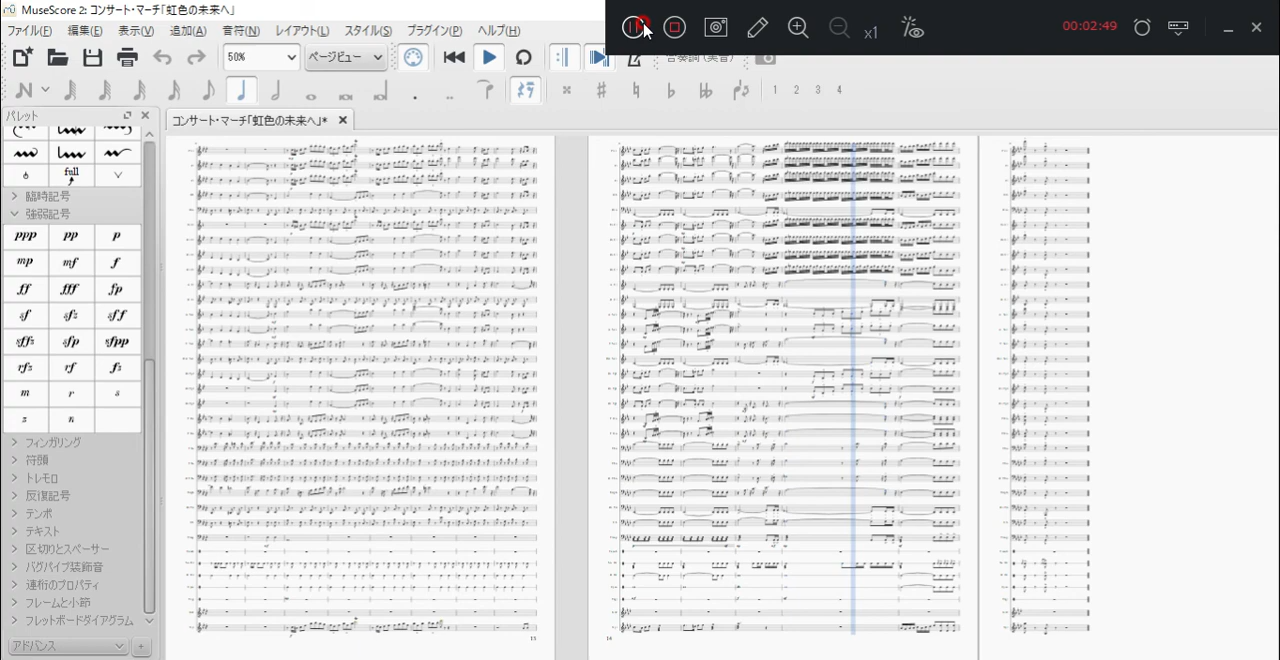 MuseScore 2: コンサート・マーチ「虹色の未来へ」
ファイル(F) 編集(E) 表示(V) 追加(A) 音符(N) レイアウト(L) スタイル(S) プラグイン(P) ヘルプ(H)
x1 00:02:49
50% ページビュー
1 2 3 4
パレット
コンサート・マーチ「虹色の未来へ」*
full
臨時記号
強弱記号
ppp pp p
mp mf f
ff fff fp
sf sfz sff
sffz sfp sfpp
rfz rf fz
m r s
z n
フィンガリング
符頭
トレモロ
反復記号
テンポ
テキスト
区切りとスペーサー
バグパイプ装飾音
連桁のプロパティ
フレームと小節
フレットボードダイアグラム
アドバンス
13
14